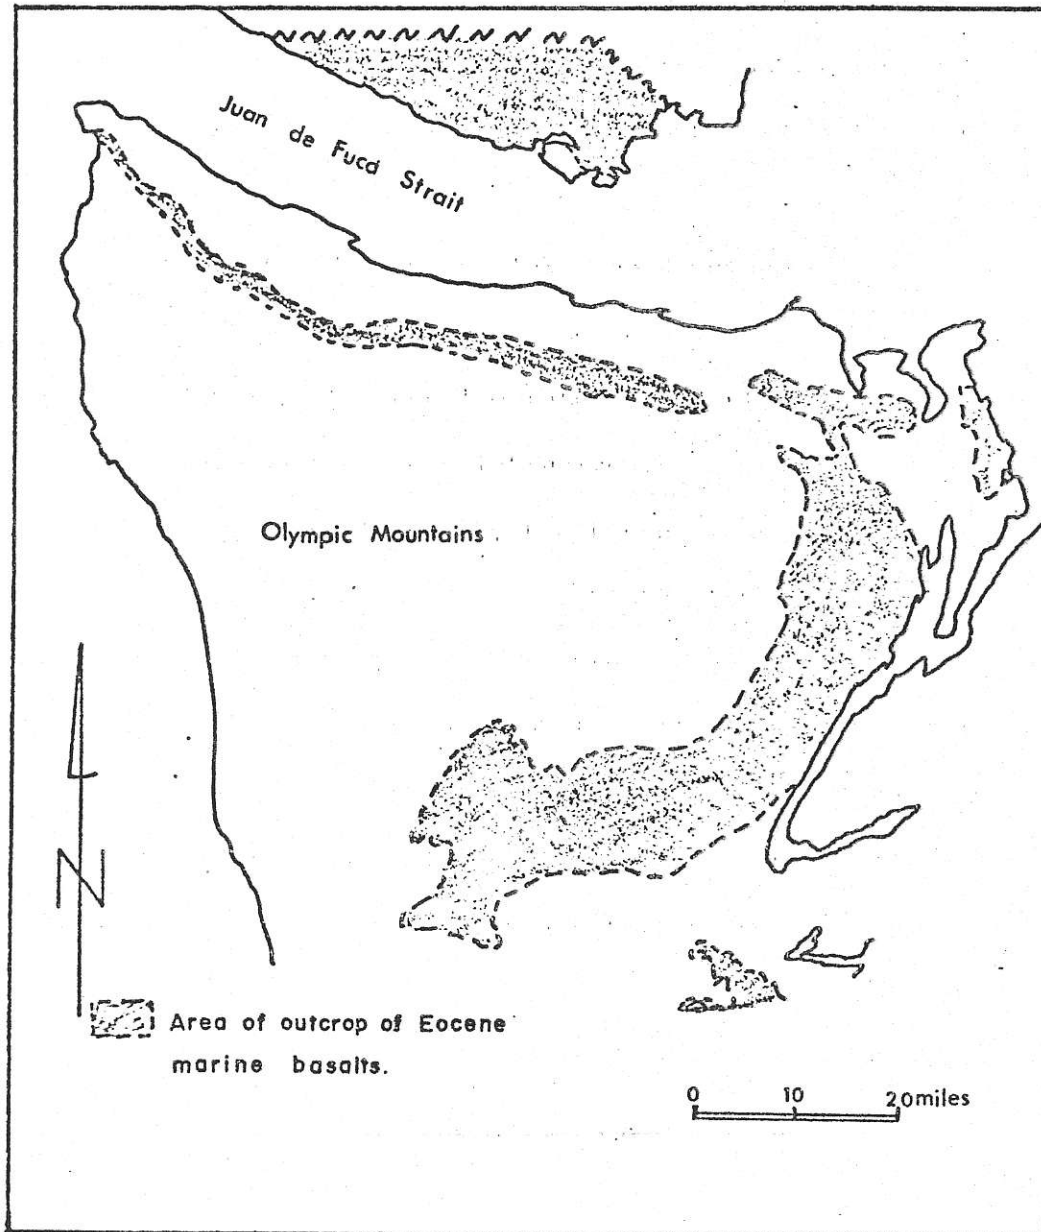 Juan de Fuca Strait
Olympic Mountains
N
Area of outcrop of Eocene
marine basalts.
0 10 20miles